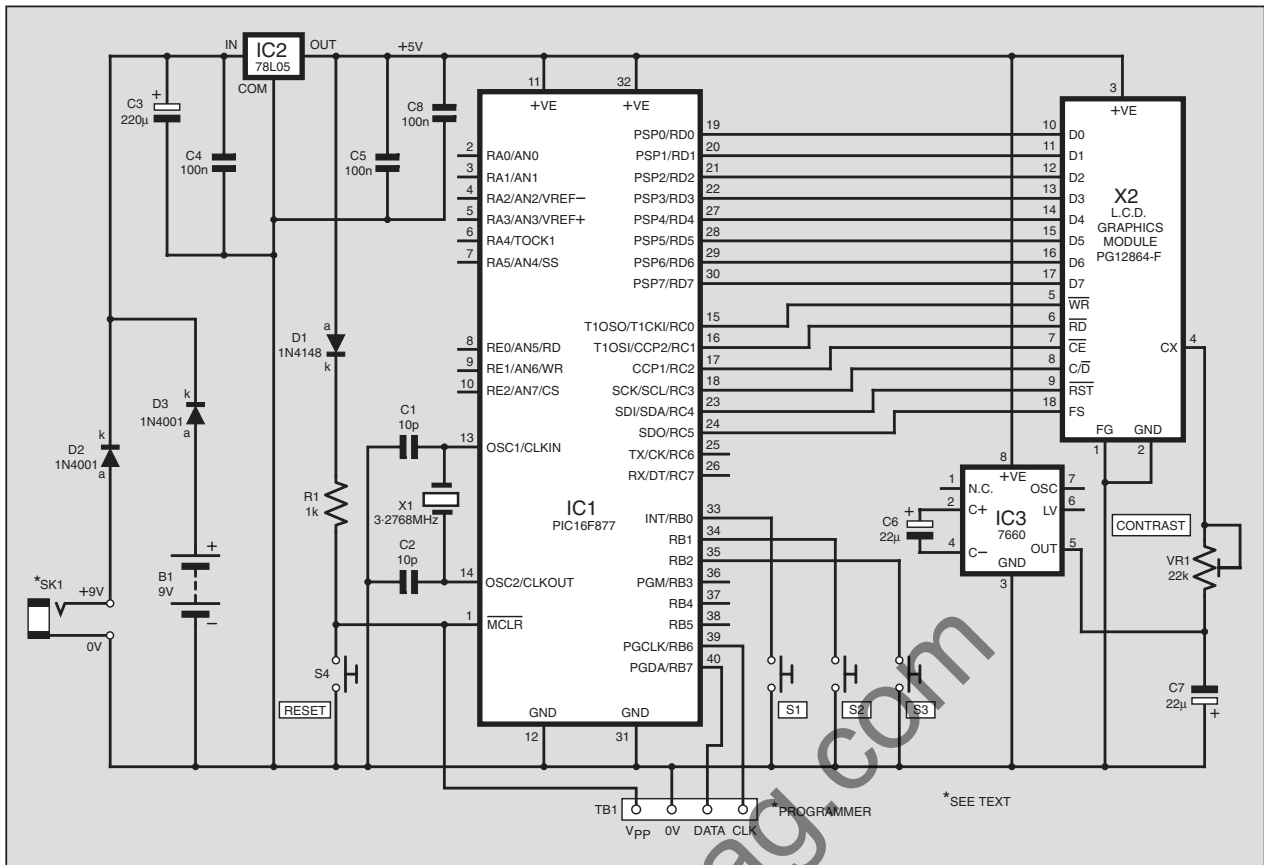 IN
IC2
78L05
OUT
COM
+5V
C3
220µ
+
C4
100n
C5
100n
C8
100n
D1
1N4148
a
k
D2
1N4001
k
a
D3
1N4001
k
a
R1
1k
B1
9V
+
−
*SK1
+9V
0V
S4
RESET
C1
10p
X1
3·2768MHz
C2
10p
11
32
+VE
+VE
2 RA0/AN0
3 RA1/AN1
4 RA2/AN2/VREF−
5 RA3/AN3/VREF+
6 RA4/TOCK1
7 RA5/AN4/SS
8 RE0/AN5/RD
9 RE1/AN6/WR
10 RE2/AN7/CS
13 OSC1/CLKIN
14 OSC2/CLKOUT
1 MCLR
IC1
PIC16F877
PSP0/RD0 19
PSP1/RD1 20
PSP2/RD2 21
PSP3/RD3 22
PSP4/RD4 27
PSP5/RD5 28
PSP6/RD6 29
PSP7/RD7 30
T1OSO/T1CKI/RC0 15
T1OSI/CCP2/RC1 16
CCP1/RC2 17
SCK/SCL/RC3 18
SDI/SDA/RC4 23
SDO/RC5 24
TX/CK/RC6 25
RX/DT/RC7 26
INT/RB0 33
RB1 34
RB2 35
PGM/RB3 36
RB4 37
RB5 38
PGCLK/RB6 39
PGDA/RB7 40
GND
GND
12
31
3
+VE
10 D0
11 D1
12 D2
13 D3
14 D4
15 D5
16 D6
17 D7
5 WR
6 RD
7 CE
8 C/D
9 RST
18 FS
X2
L.C.D.
GRAPHICS
MODULE
PG12864-F
CX 4
FG
GND
1
2
8
+VE
1 N.C.
2 C+
4 C−
IC3
7660
OSC 7
LV 6
OUT 5
GND
3
C6
22µ
+
CONTRAST
VR1
22k
C7
22µ
+
S1
S2
S3
TB1
VPP 0V DATA CLK
*PROGRAMMER
*SEE TEXT
ag.com